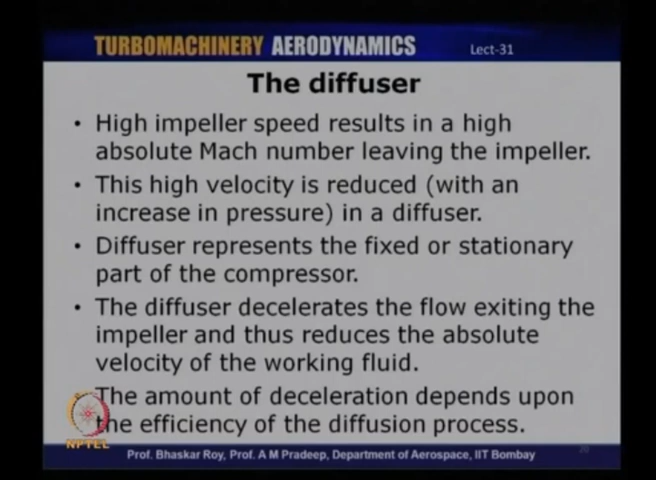 TURBOMACHINERY AERODYNAMICS Lect-31
The diffuser
• High impeller speed results in a high
absolute Mach number leaving the impeller.
• This high velocity is reduced (with an
increase in pressure) in a diffuser.
• Diffuser represents the fixed or stationary
part of the compressor.
• The diffuser decelerates the flow exiting the
impeller and thus reduces the absolute
velocity of the working fluid.
The amount of deceleration depends upon
the efficiency of the diffusion process.
NPTEL
Prof. Bhaskar Roy, Prof. A M Pradeep, Department of Aerospace, IIT Bombay